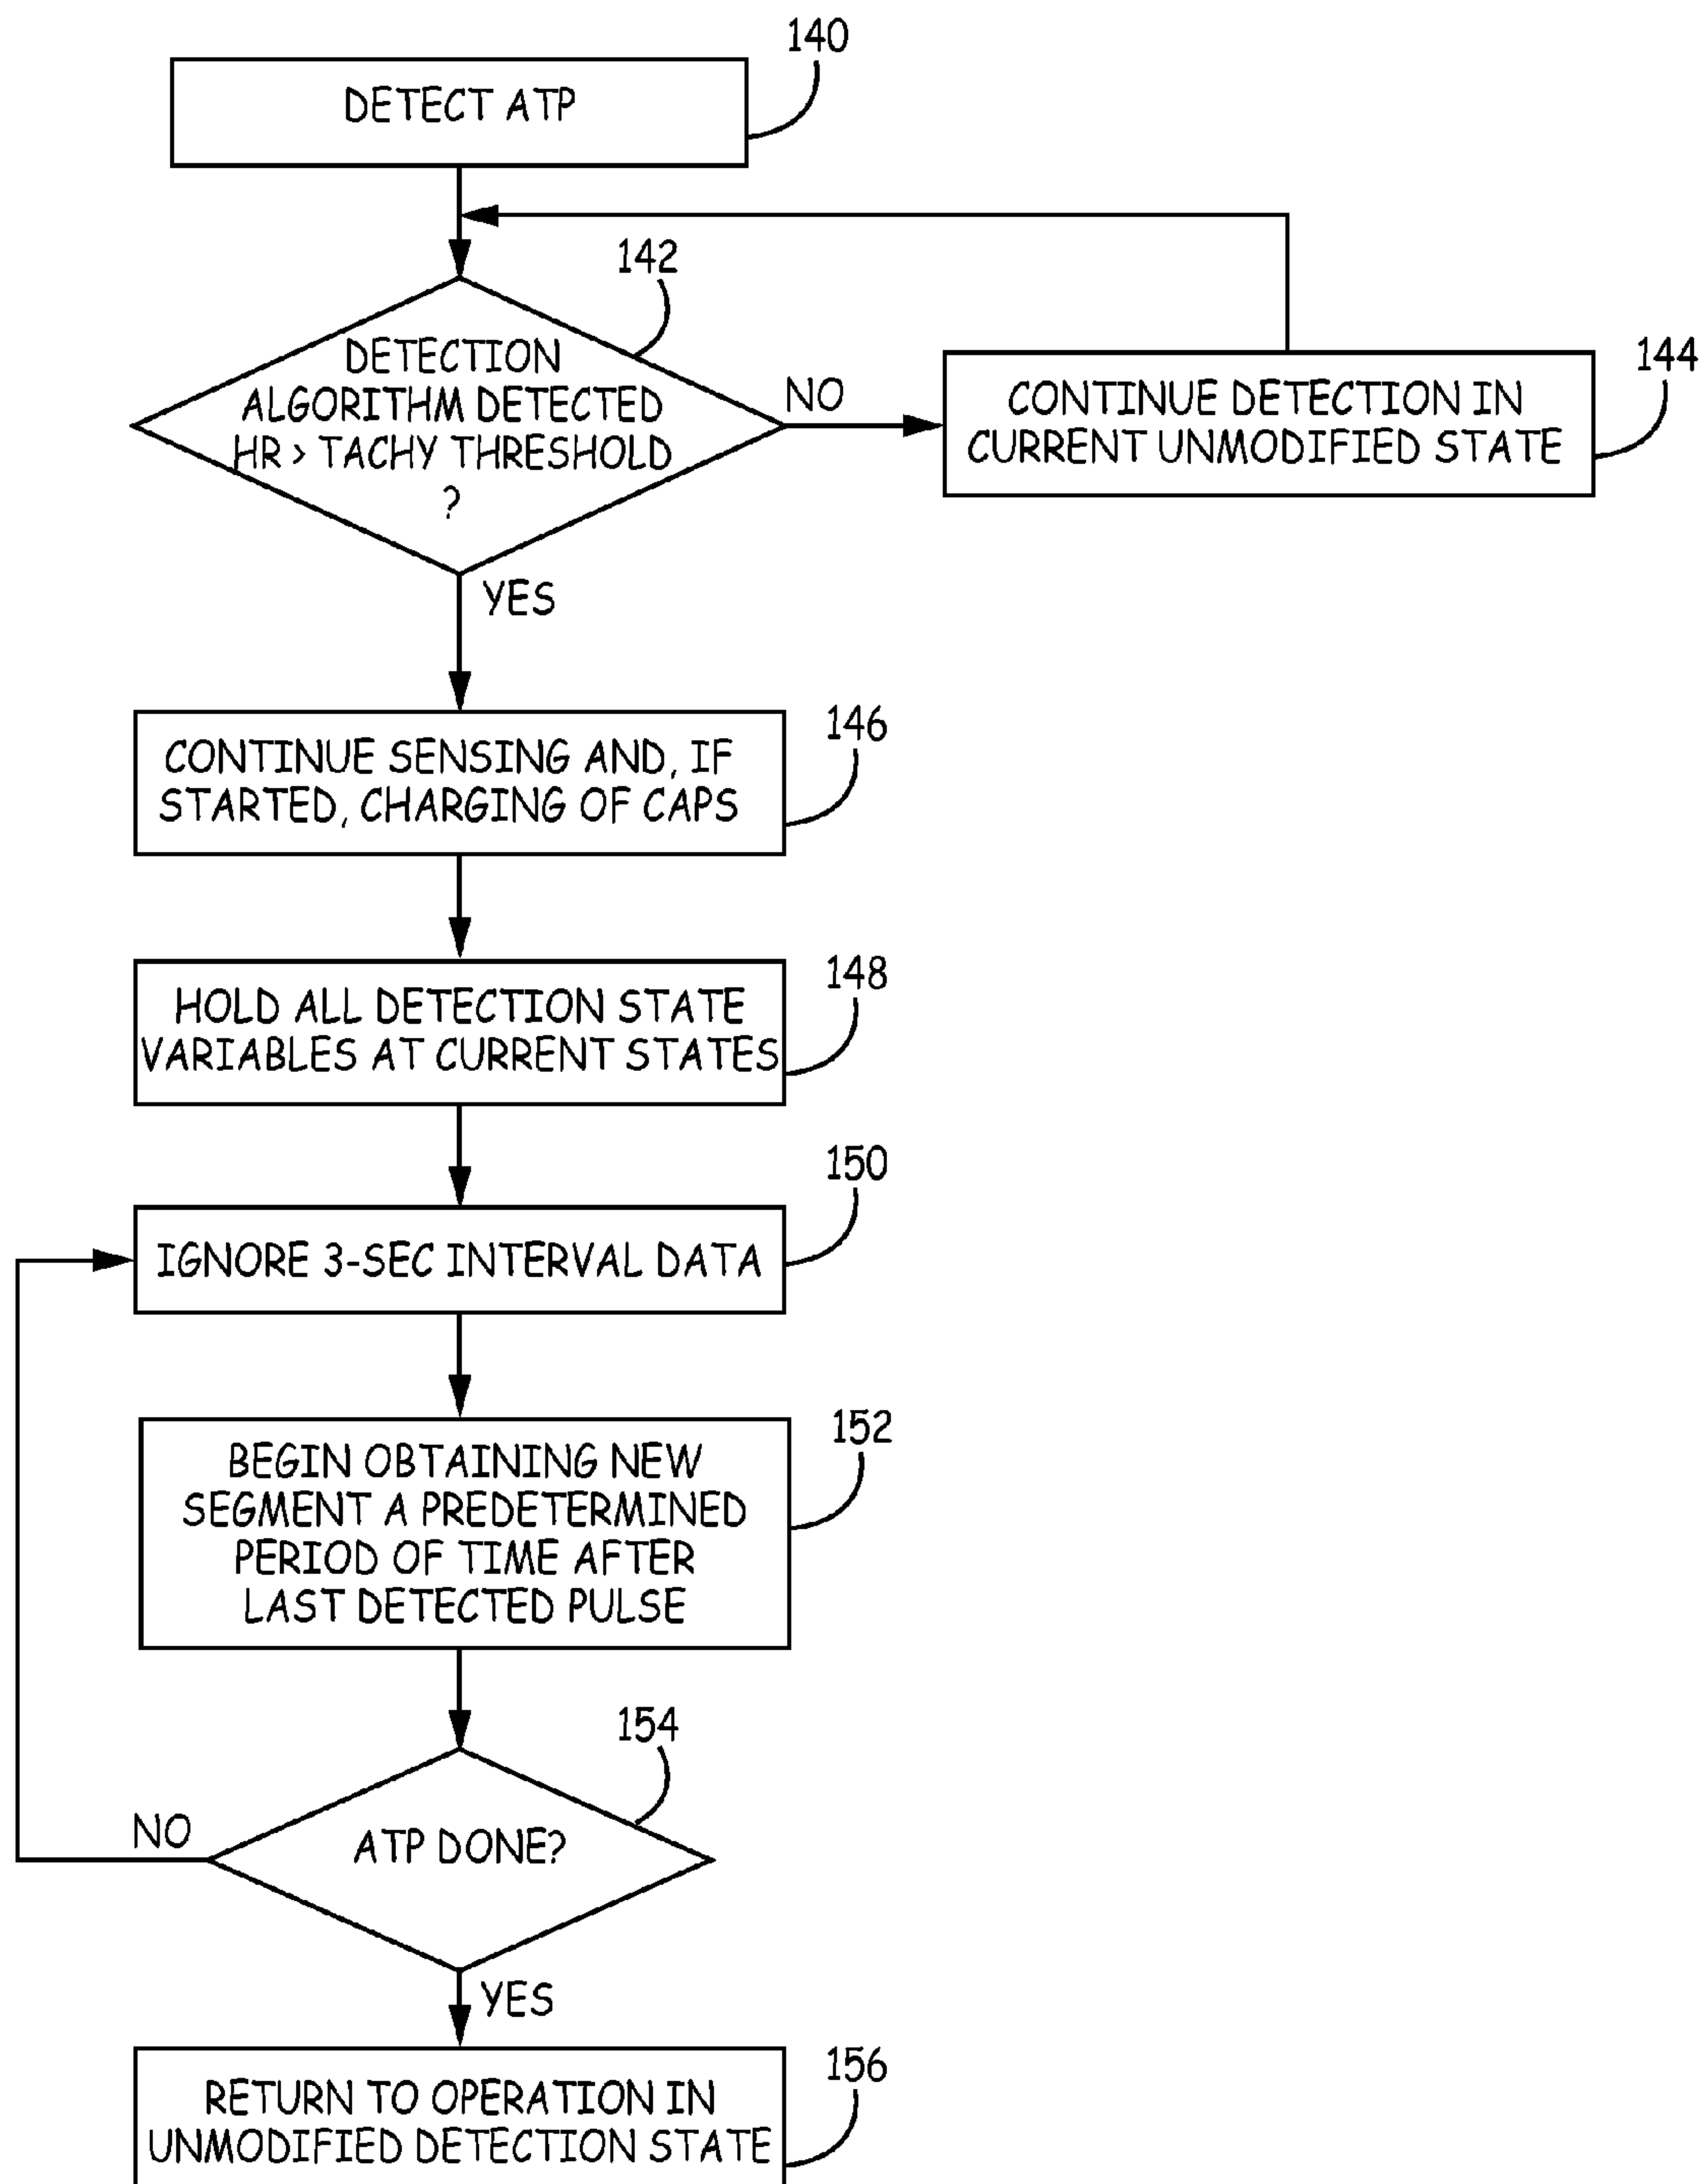 140
DETECT ATP
142
DETECTION
ALGORITHM DETECTED
HR > TACHY THRESHOLD
?
NO
144
CONTINUE DETECTION IN
CURRENT UNMODIFIED STATE
YES
146
CONTINUE SENSING AND, IF
STARTED, CHARGING OF CAPS
148
HOLD ALL DETECTION STATE
VARIABLES AT CURRENT STATES
150
IGNORE 3-SEC INTERVAL DATA
152
BEGIN OBTAINING NEW
SEGMENT A PREDETERMINED
PERIOD OF TIME AFTER
LAST DETECTED PULSE
154
NO
ATP DONE?
YES
156
RETURN TO OPERATION IN
UNMODIFIED DETECTION STATE